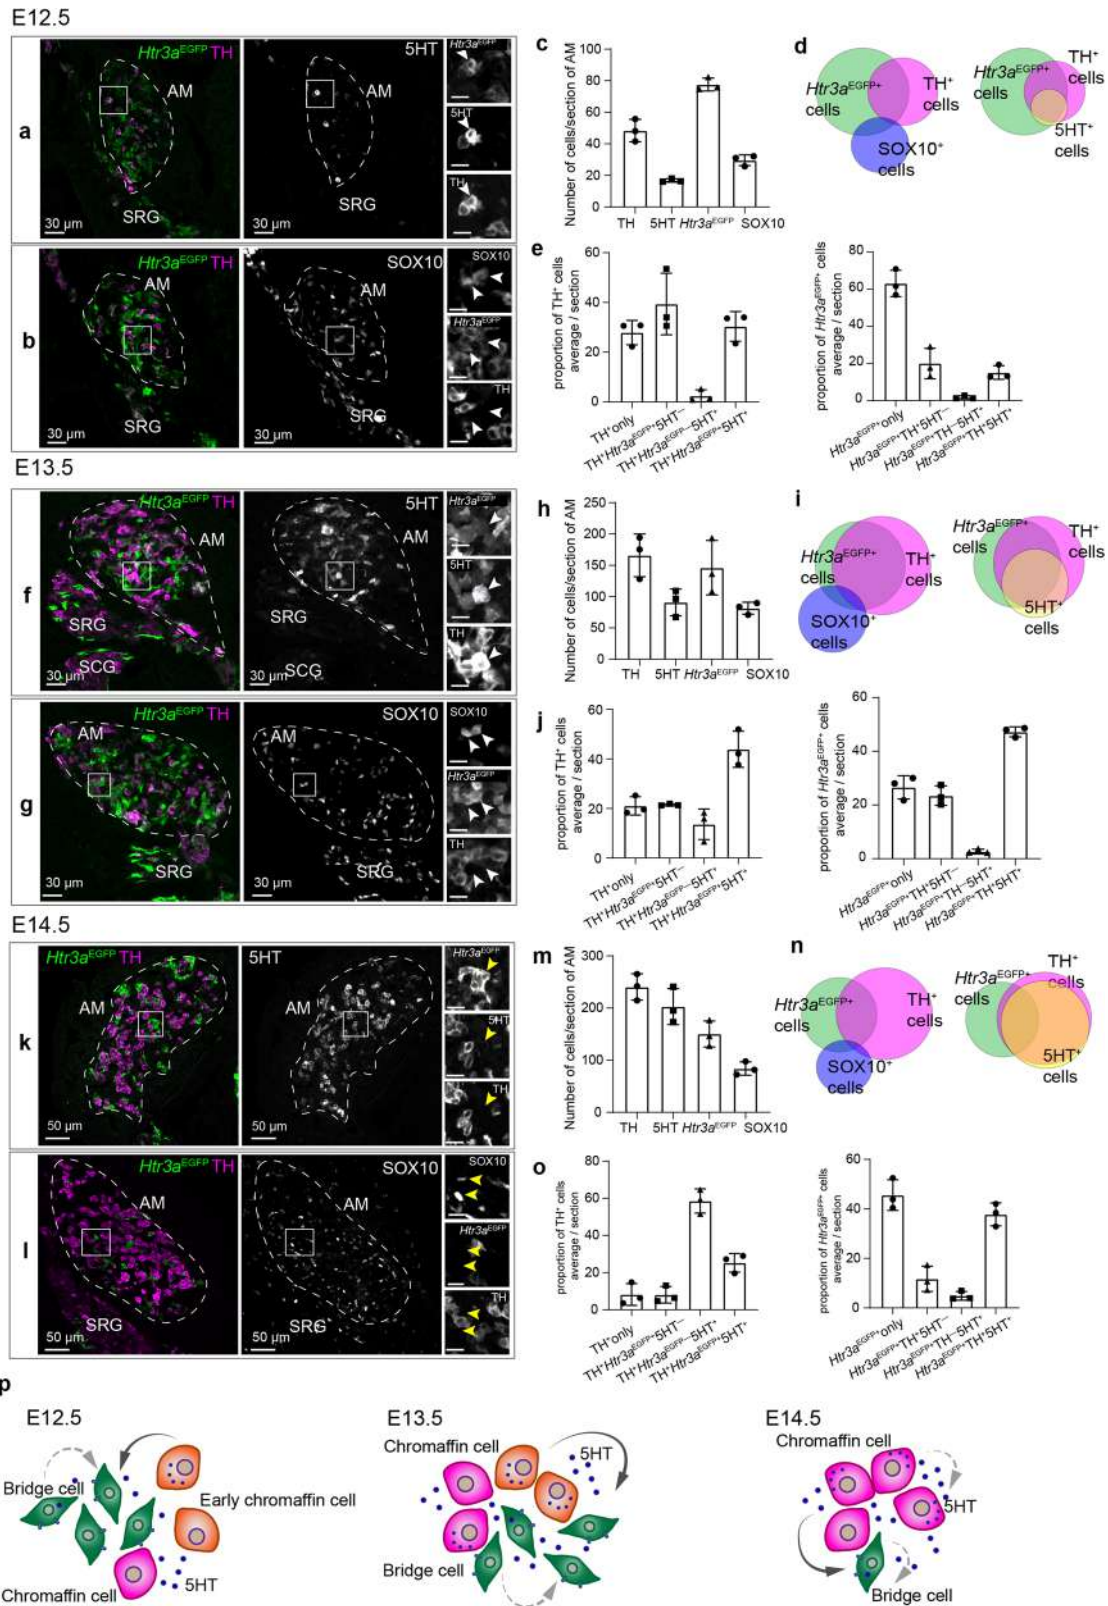 E12.5
a
Htr3aEGFP TH
AM
SRG
30 µm
5HT
AM
SRG
30 µm
Htr3aEGFP
5HT
TH
b
Htr3aEGFP TH
AM
SRG
30 µm
SOX10
AM
SRG
30 µm
SOX10
Htr3aEGFP
TH
c
Number of cells/section of AM
100
80
60
40
20
0
TH 5HT Htr3aEGFP SOX10
d
Htr3aEGFP+
cells
TH+
cells
SOX10+
cells
Htr3aEGFP+
cells
TH+
cells
5HT+
cells
e
proportion of TH+ cells
average / section
60
40
20
0
TH+only
TH+Htr3aEGFP+5HT—
TH+Htr3aEGFP—5HT+
TH+Htr3aEGFP+5HT+
proportion of Htr3aEGFP+ cells
average / section
80
60
40
20
0
Htr3aEGFP+only
Htr3aEGFP+TH+5HT—
Htr3aEGFP+TH—5HT+
Htr3aEGFP+TH+5HT+
E13.5
f
Htr3aEGFP TH
AM
SRG
SCG
30 µm
5HT
AM
SRG
SCG
30 µm
Htr3aEGFP
5HT
TH
g
Htr3aEGFP TH
AM
SRG
30 µm
SOX10
AM
SRG
30 µm
SOX10
Htr3aEGFP
TH
h
Number of cells/section of AM
250
200
150
100
50
0
TH 5HT Htr3aEGFP SOX10
i
Htr3aEGFP+
cells
TH+
cells
SOX10+
cells
Htr3aEGFP+
cells
TH+
cells
5HT+
cells
j
proportion of TH+ cells
average / section
60
40
20
0
TH+only
TH+Htr3aEGFP+5HT—
TH+Htr3aEGFP—5HT+
TH+Htr3aEGFP+5HT+
proportion of Htr3aEGFP+ cells
average / section
60
40
20
0
Htr3aEGFP+only
Htr3aEGFP+TH+5HT—
Htr3aEGFP+TH—5HT+
Htr3aEGFP+TH+5HT+
E14.5
k
Htr3aEGFP TH
AM
50 µm
5HT
AM
50 µm
Htr3aEGFP
5HT
TH
l
Htr3aEGFP TH
AM
SRG
50 µm
SOX10
AM
SRG
50 µm
SOX10
Htr3aEGFP
TH
m
Number of cells/section of AM
300
200
100
0
TH 5HT Htr3aEGFP SOX10
n
Htr3aEGFP+
cells
TH+
cells
SOX10+
cells
Htr3aEGFP+
cells
TH+
cells
5HT+
cells
o
proportion of TH+ cells
average / section
80
60
40
20
0
TH+only
TH+Htr3aEGFP+5HT—
TH+Htr3aEGFP—5HT+
TH+Htr3aEGFP+5HT+
proportion of Htr3aEGFP+ cells
average / section
60
40
20
0
Htr3aEGFP+only
Htr3aEGFP+TH+5HT—
Htr3aEGFP+TH—5HT+
Htr3aEGFP+TH+5HT+
p
E12.5
Bridge cell
Early chromaffin cell
5HT
Chromaffin cell
E13.5
Chromaffin cell
5HT
Bridge cell
E14.5
Chromaffin cell
5HT
Bridge cell